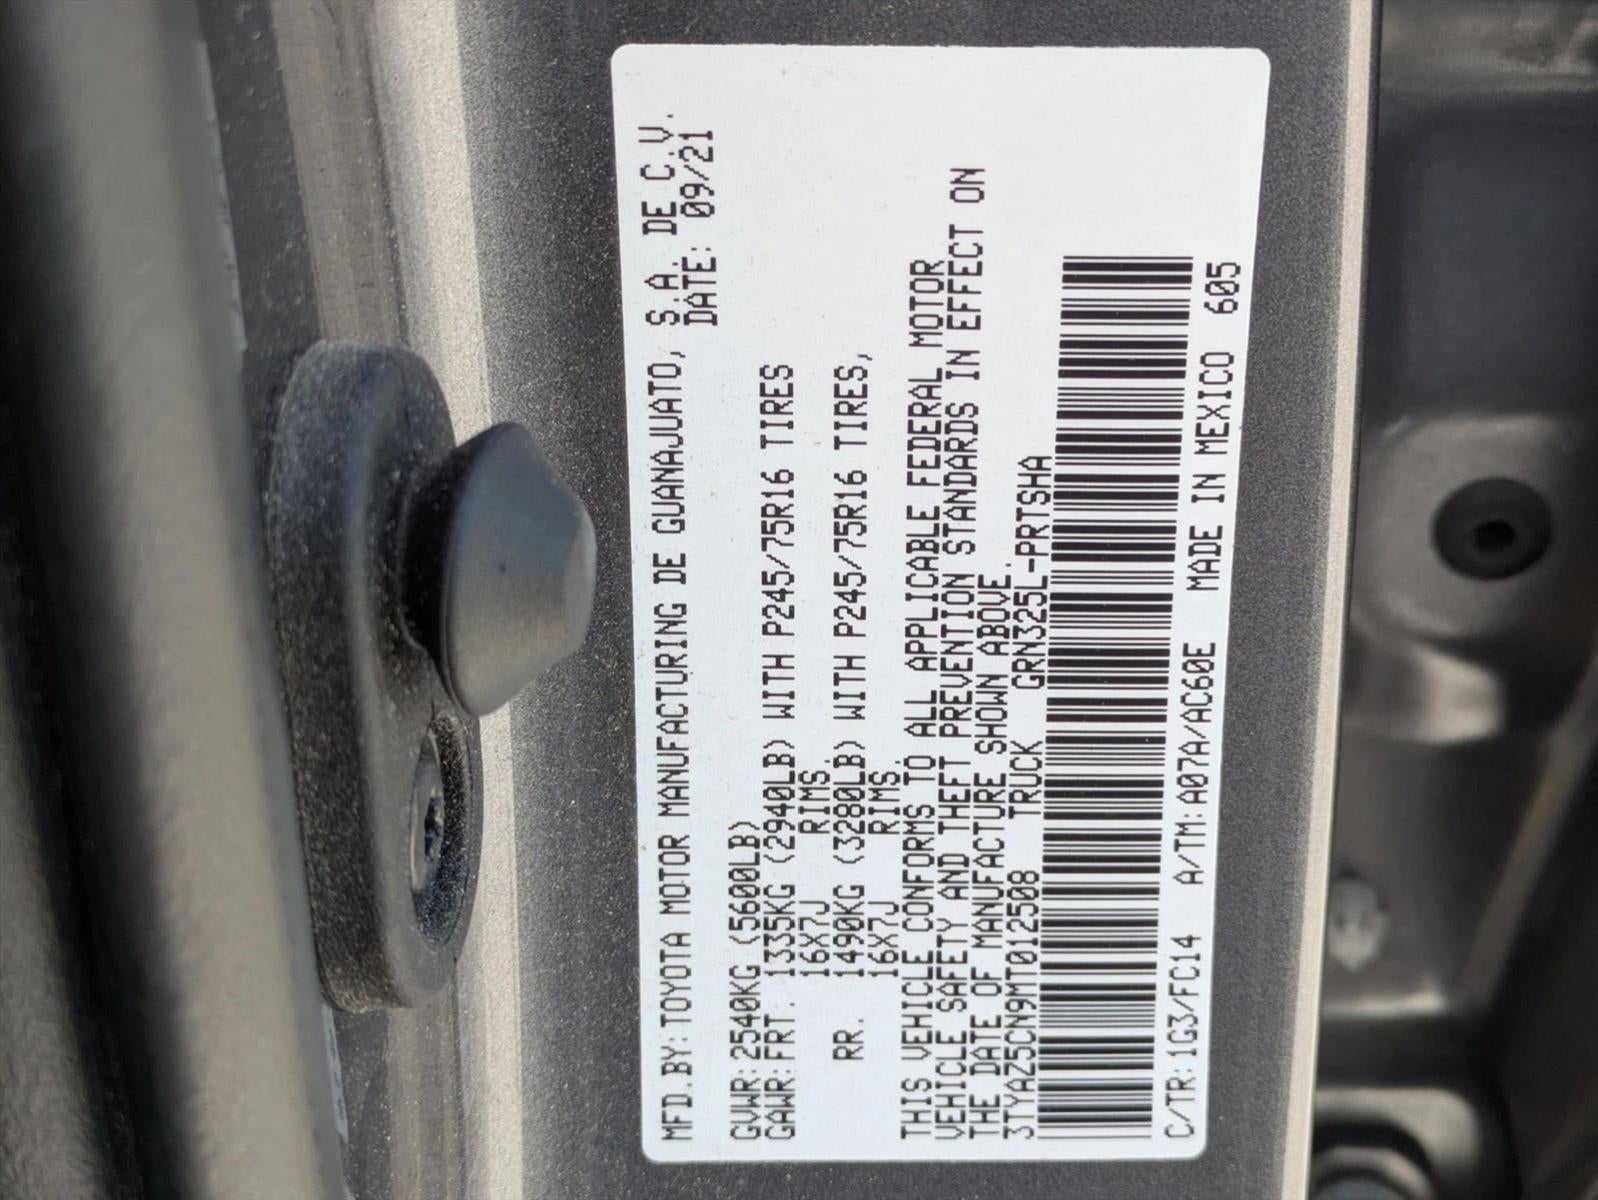 MFD.BY:TOYOTA MOTOR MANUFACTURING DE GUANAJUATO, S.A. DE C.V.
DATE: 09/21
GVWR:2540KG (5600LB)
GAWR:FRT. 1335KG (2940LB) WITH P245/75R16 TIRES
16X7J RIMS,
RR. 1490KG (3280LB) WITH P245/75R16 TIRES,
16X7J RIMS,
THIS VEHICLE CONFORMS TO ALL APPLICABLE FEDERAL MOTOR
VEHICLE SAFETY AND THEFT PREVENTION STANDARDS IN EFFECT ON
THE DATE OF MANUFACTURE SHOWN ABOVE.
3TYAZ5CN9MT012508 TRUCK GRN325L-PRTSHA
C/TR:1G3/FC14 A/TM:A07A/AC60E MADE IN MEXICO 605